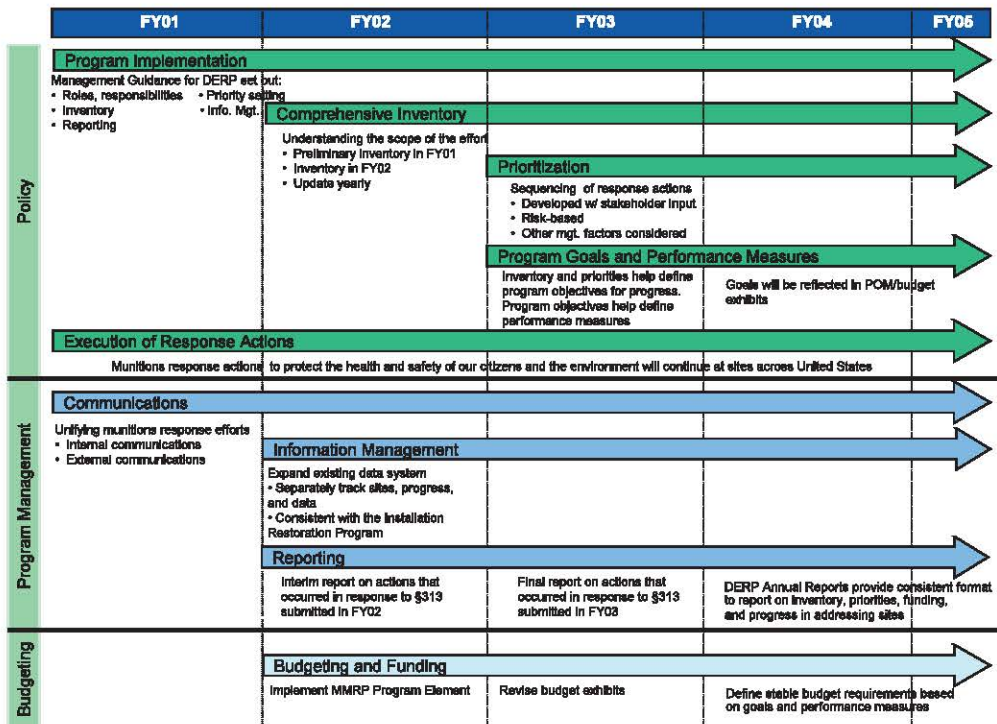 FY01 FY02 FY03 FY04 FY05
Policy
Program Implementation
Management Guidance for DERP set out:
• Roles, responsibilities • Priority setting
• Inventory • Info. Mgt.
• Reporting
Comprehensive Inventory
Understanding the scope of the effort
• Preliminary Inventory in FY01
• Inventory in FY02
• Update yearly
Prioritization
Sequencing of response actions
• Developed w/ stakeholder input
• Risk-based
• Other mgt. factors considered
Program Goals and Performance Measures
Inventory and priorities help define
program objectives for progress.
Program objectives help define
performance measures
Goals will be reflected in POM/budget
exhibits
Execution of Response Actions
Munitions response actions to protect the health and safety of our citizens and the environment will continue at sites across United States
Program Management
Communications
Unifying munitions response efforts
• Internal communications
• External communications
Information Management
Expand existing data system
• Separately track sites, progress,
and data
• Consistent with the Installation
Restoration Program
Reporting
Interim report on actions that
occurred in response to §313
submitted in FY02
Final report on actions that
occurred in response to §313
submitted in FY03
DERP Annual Reports provide consistent format
to report on inventory, priorities, funding,
and progress in addressing sites
Budgeting
Budgeting and Funding
Implement MMRP Program Element
Revise budget exhibits
Define stable budget requirements based
on goals and performance measures